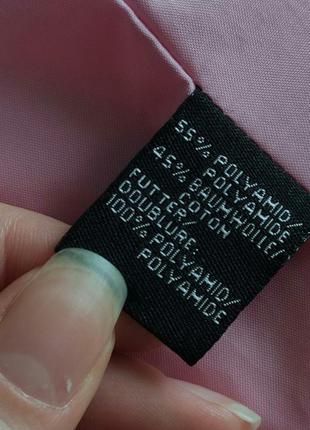 55% POLYAMID/
POLYAMIDE
45% BAUMWOLLE/
COTON
FUTTER/
DOUBLURE:
100% POLYAMID/
POLYAMIDE